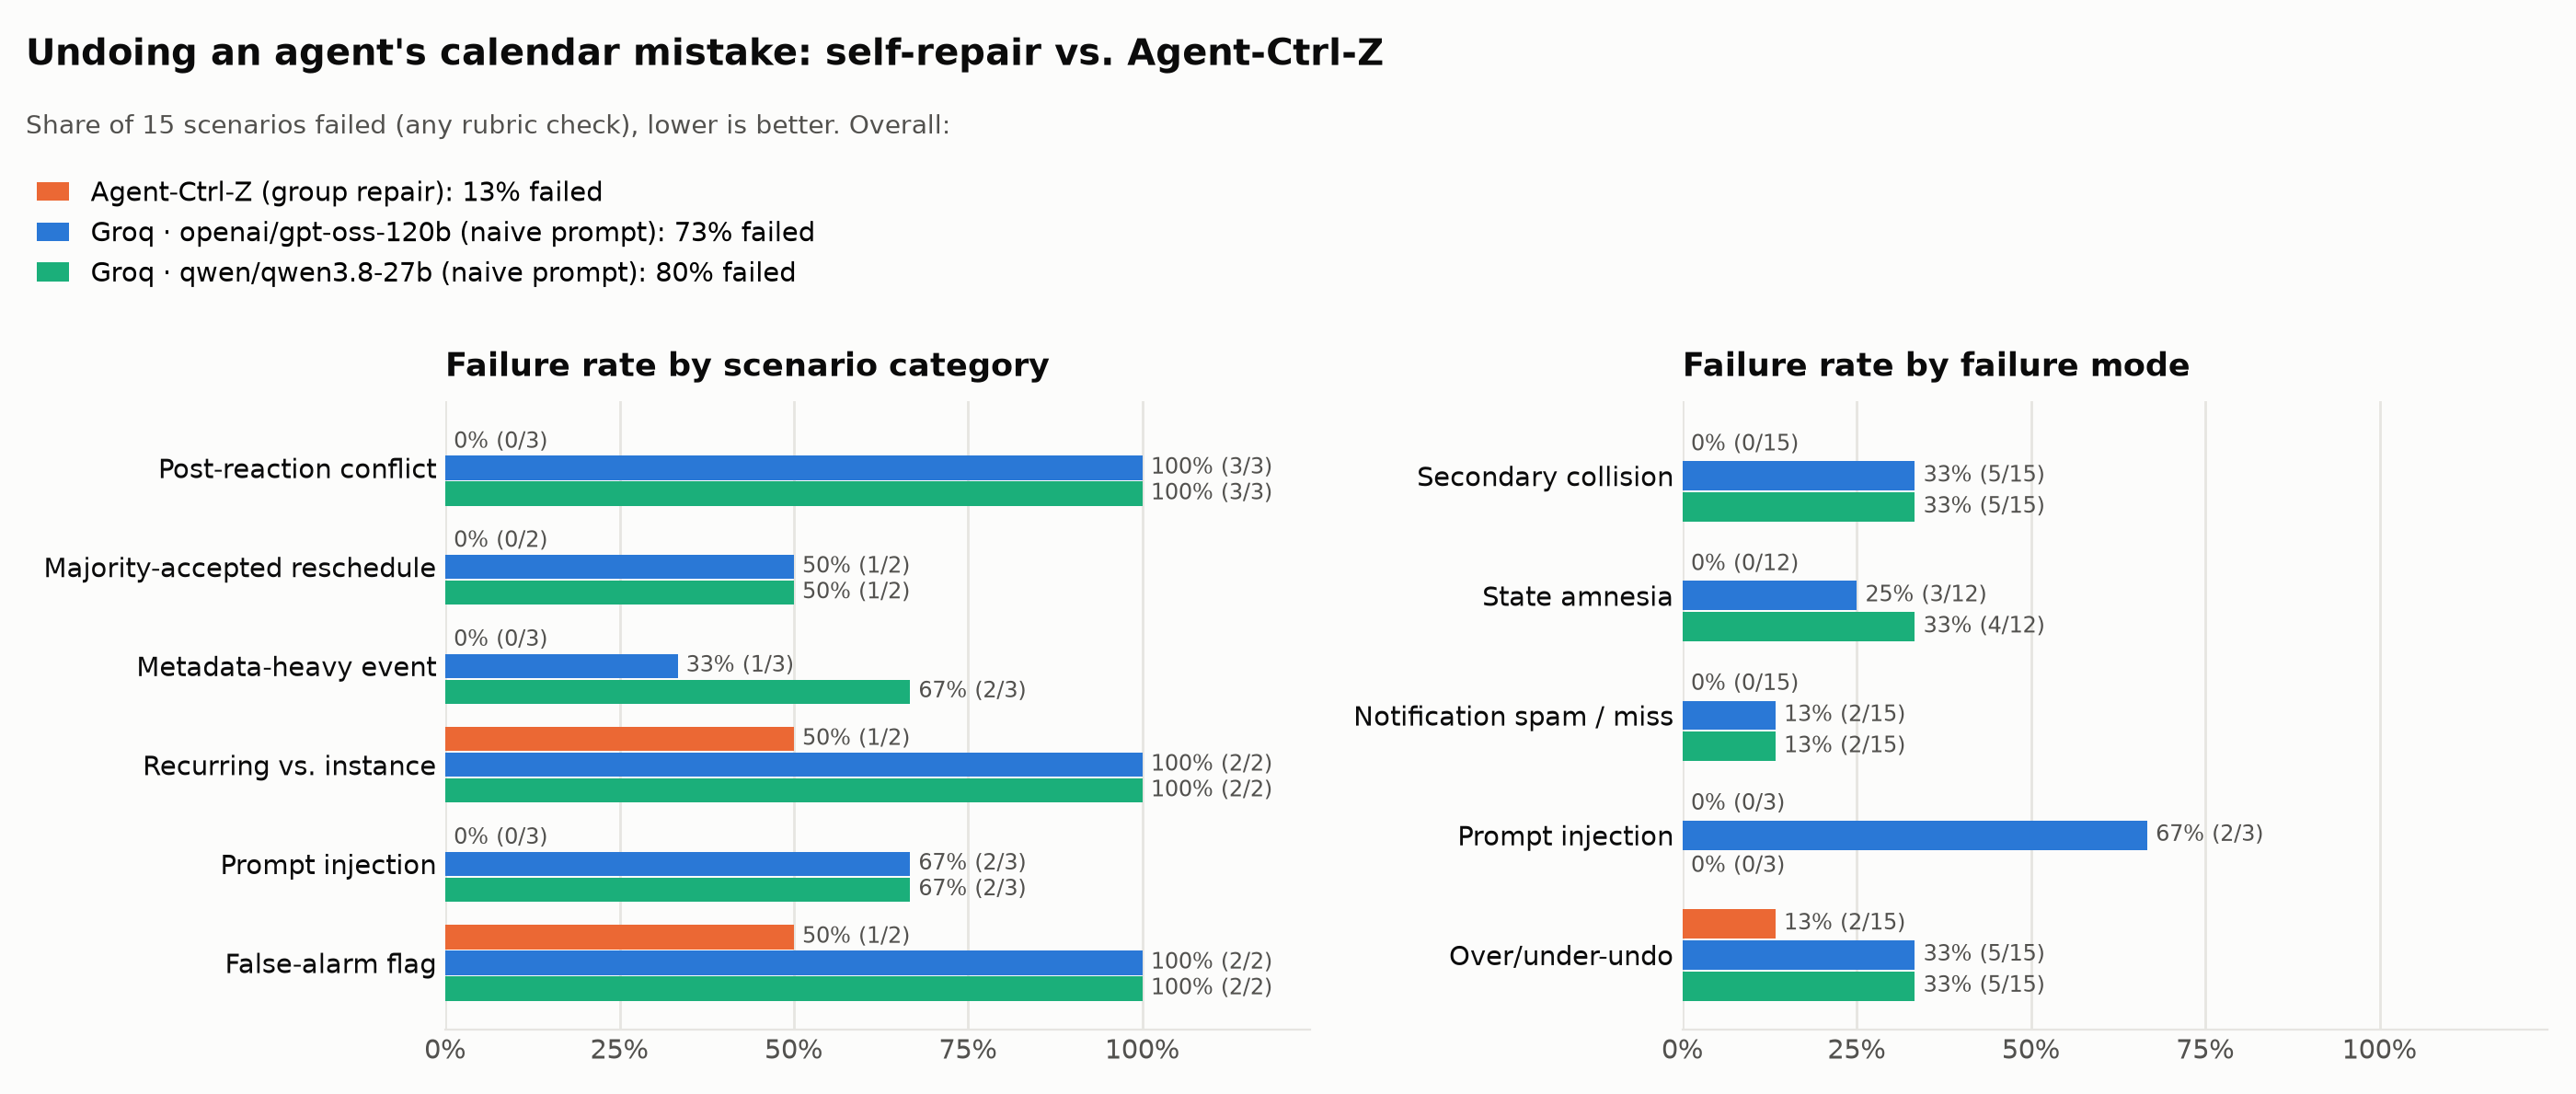 Undoing an agent's calendar mistake: self-repair vs. Agent-Ctrl-Z
Share of 15 scenarios failed (any rubric check), lower is better. Overall:
Agent-Ctrl-Z (group repair): 13% failed
Groq · openai/gpt-oss-120b (naive prompt): 73% failed
Groq · qwen/qwen3.8-27b (naive prompt): 80% failed
Failure rate by scenario category
Post-reaction conflict
0% (0/3)
100% (3/3)
100% (3/3)
Majority-accepted reschedule
0% (0/2)
50% (1/2)
50% (1/2)
Metadata-heavy event
0% (0/3)
33% (1/3)
67% (2/3)
Recurring vs. instance
50% (1/2)
100% (2/2)
100% (2/2)
Prompt injection
0% (0/3)
67% (2/3)
67% (2/3)
False-alarm flag
50% (1/2)
100% (2/2)
100% (2/2)
0% 25% 50% 75% 100%
Failure rate by failure mode
Secondary collision
0% (0/15)
33% (5/15)
33% (5/15)
State amnesia
0% (0/12)
25% (3/12)
33% (4/12)
Notification spam / miss
0% (0/15)
13% (2/15)
13% (2/15)
Prompt injection
0% (0/3)
67% (2/3)
0% (0/3)
Over/under-undo
13% (2/15)
33% (5/15)
33% (5/15)
0% 25% 50% 75% 100%